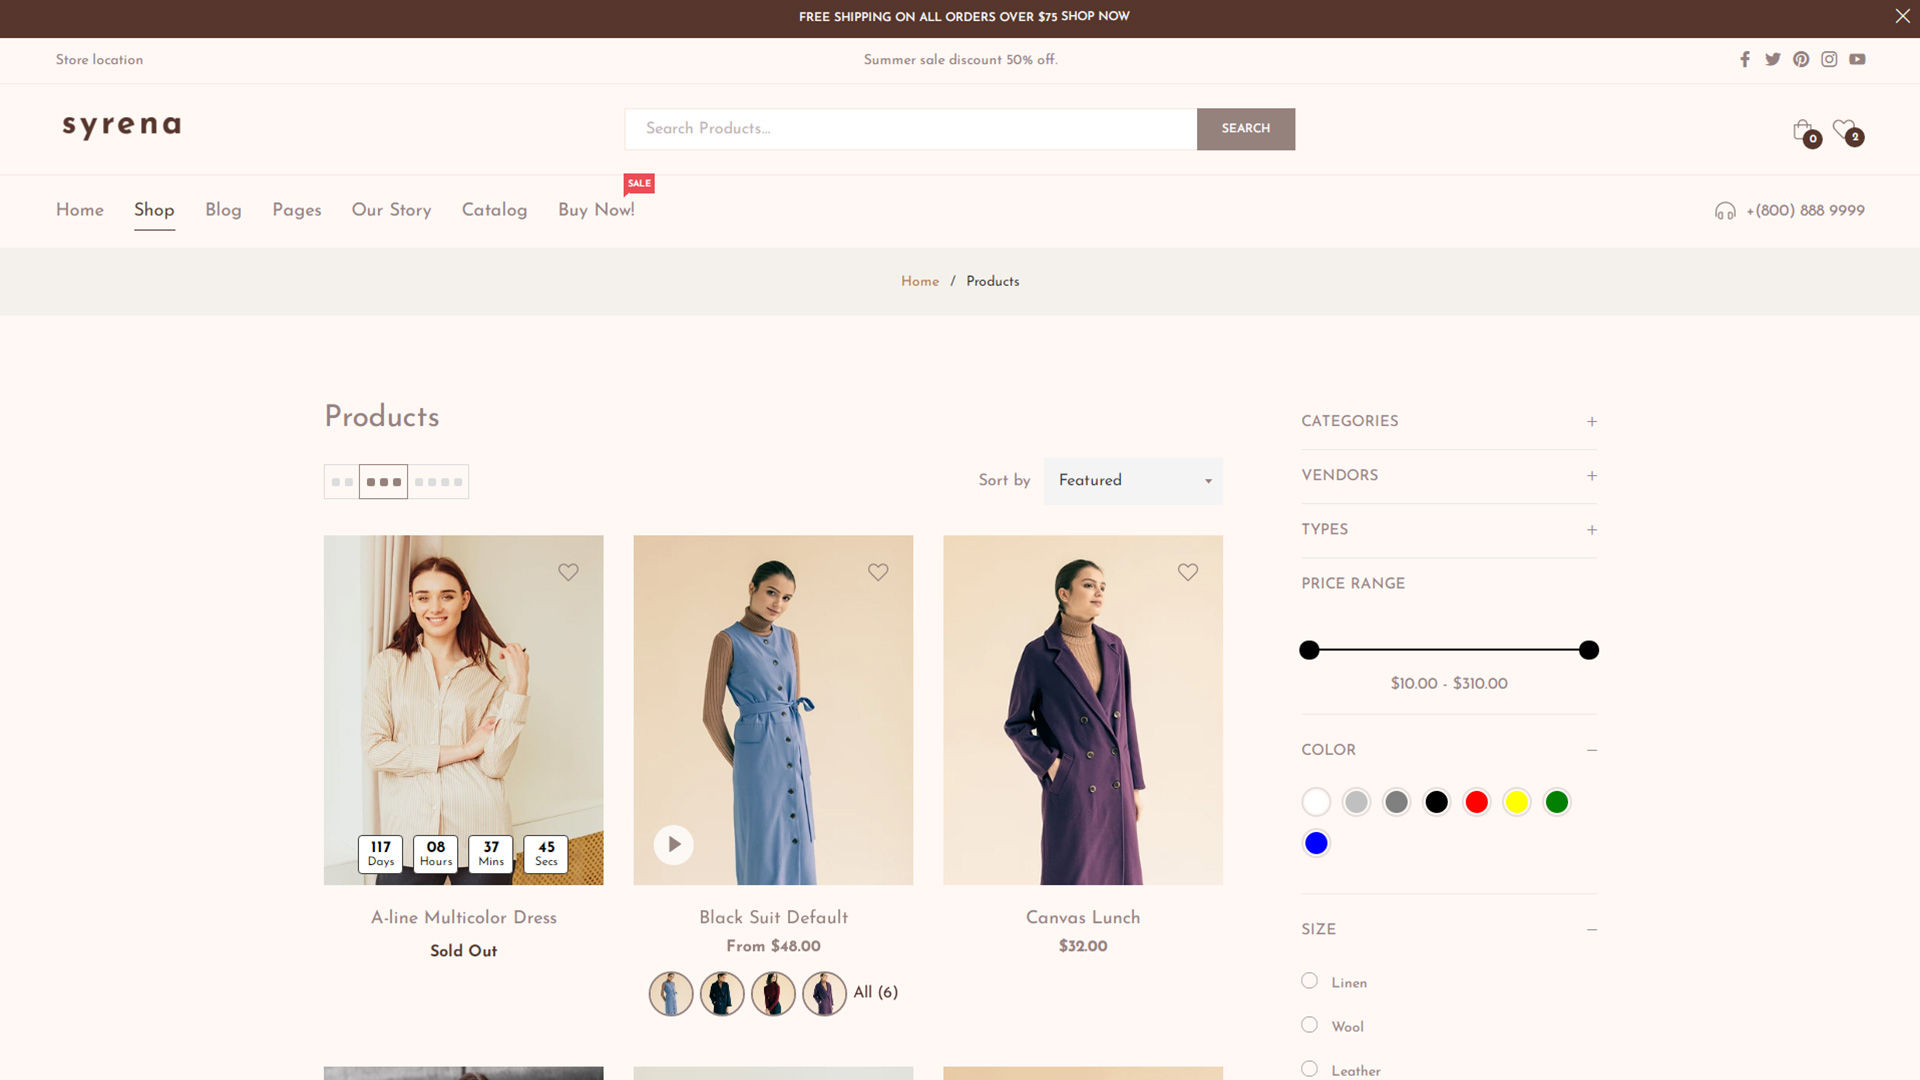 FREE SHIPPING ON ALL ORDERS OVER $75 SHOP NOW
Store location
Summer sale discount 50% off.
syrena
Search Products...
SEARCH
0
2
SALE
Home
Shop
Blog
Pages
Our Story
Catalog
Buy Now!
+(800) 888 9999
Home / Products
Products
Sort by
Featured
117 Days
08 Hours
37 Mins
45 Secs
A-line Multicolor Dress
Sold Out
Black Suit Default
From $48.00
All (6)
Canvas Lunch
$32.00
CATEGORIES
VENDORS
TYPES
PRICE RANGE
$10.00 - $310.00
COLOR
SIZE
Linen
Wool
Leather